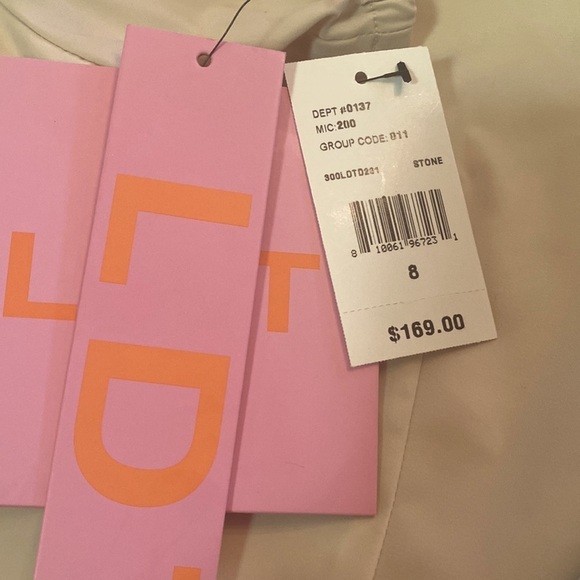 L
D
L T
DEPT #0137
MIC:200
GROUP CODE: 911
300LDTD231 STONE
8 10061 96723 1
8
$169.00